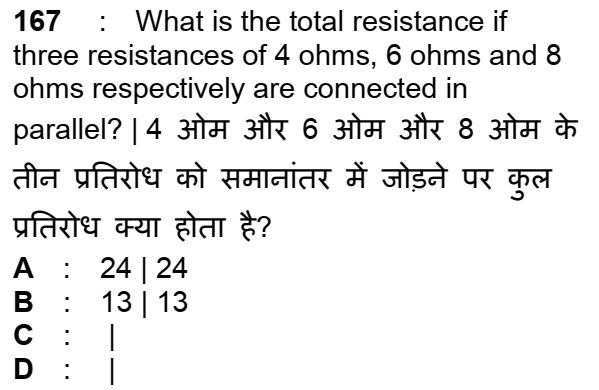 167 : What is the total resistance if
three resistances of 4 ohms, 6 ohms and 8
ohms respectively are connected in
parallel? | 4 ओम और 6 ओम और 8 ओम के
तीन प्रतिरोध को समानांतर में जोड़ने पर कुल
प्रतिरोध क्या होता है?
A : 24 | 24
B : 13 | 13
C : |
D : |